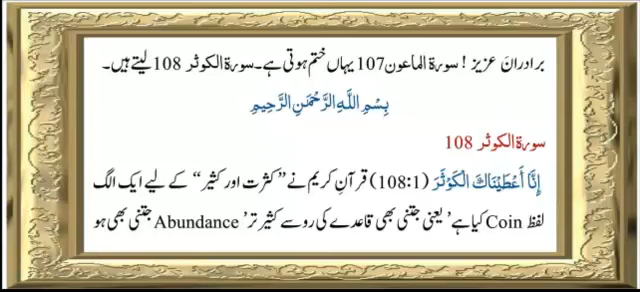 برادرانِ عزیز! سورۃ الماعون 107 یہاں ختم ہوتی ہے۔ سورۃ الکوثر 108 لیتے ہیں۔
بِسْمِ اللَّهِ الرَّحْمَنِ الرَّحِيمِ
سورۃ الکوثر 108
إِنَّا أَعْطَيْنَاكَ الْكَوْثَرَ (108:1) قرآنِ کریم نے ”کثرت اور کثیر“ کے لیے ایک الگ
لفظ Coin کیا ہے’ یعنی جتنی بھی قاعدے کی رو سے کثیر تر’ Abundance جتنی بھی ہو